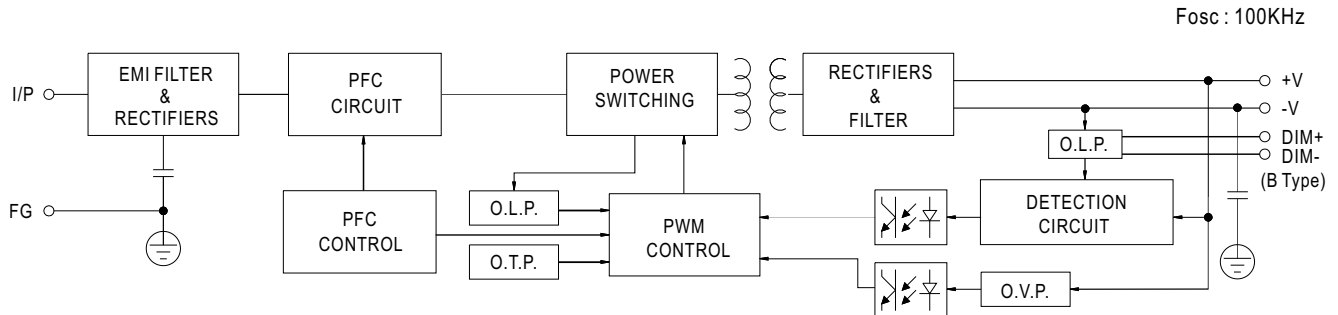 Fosc : 100KHz
I/P
EMI FILTER
&
RECTIFIERS
PFC
CIRCUIT
POWER
SWITCHING
RECTIFIERS
&
FILTER
+V
-V
DIM+
DIM-
(B Type)
O.L.P.
FG
PFC
CONTROL
O.L.P.
O.T.P.
PWM
CONTROL
DETECTION
CIRCUIT
O.V.P.